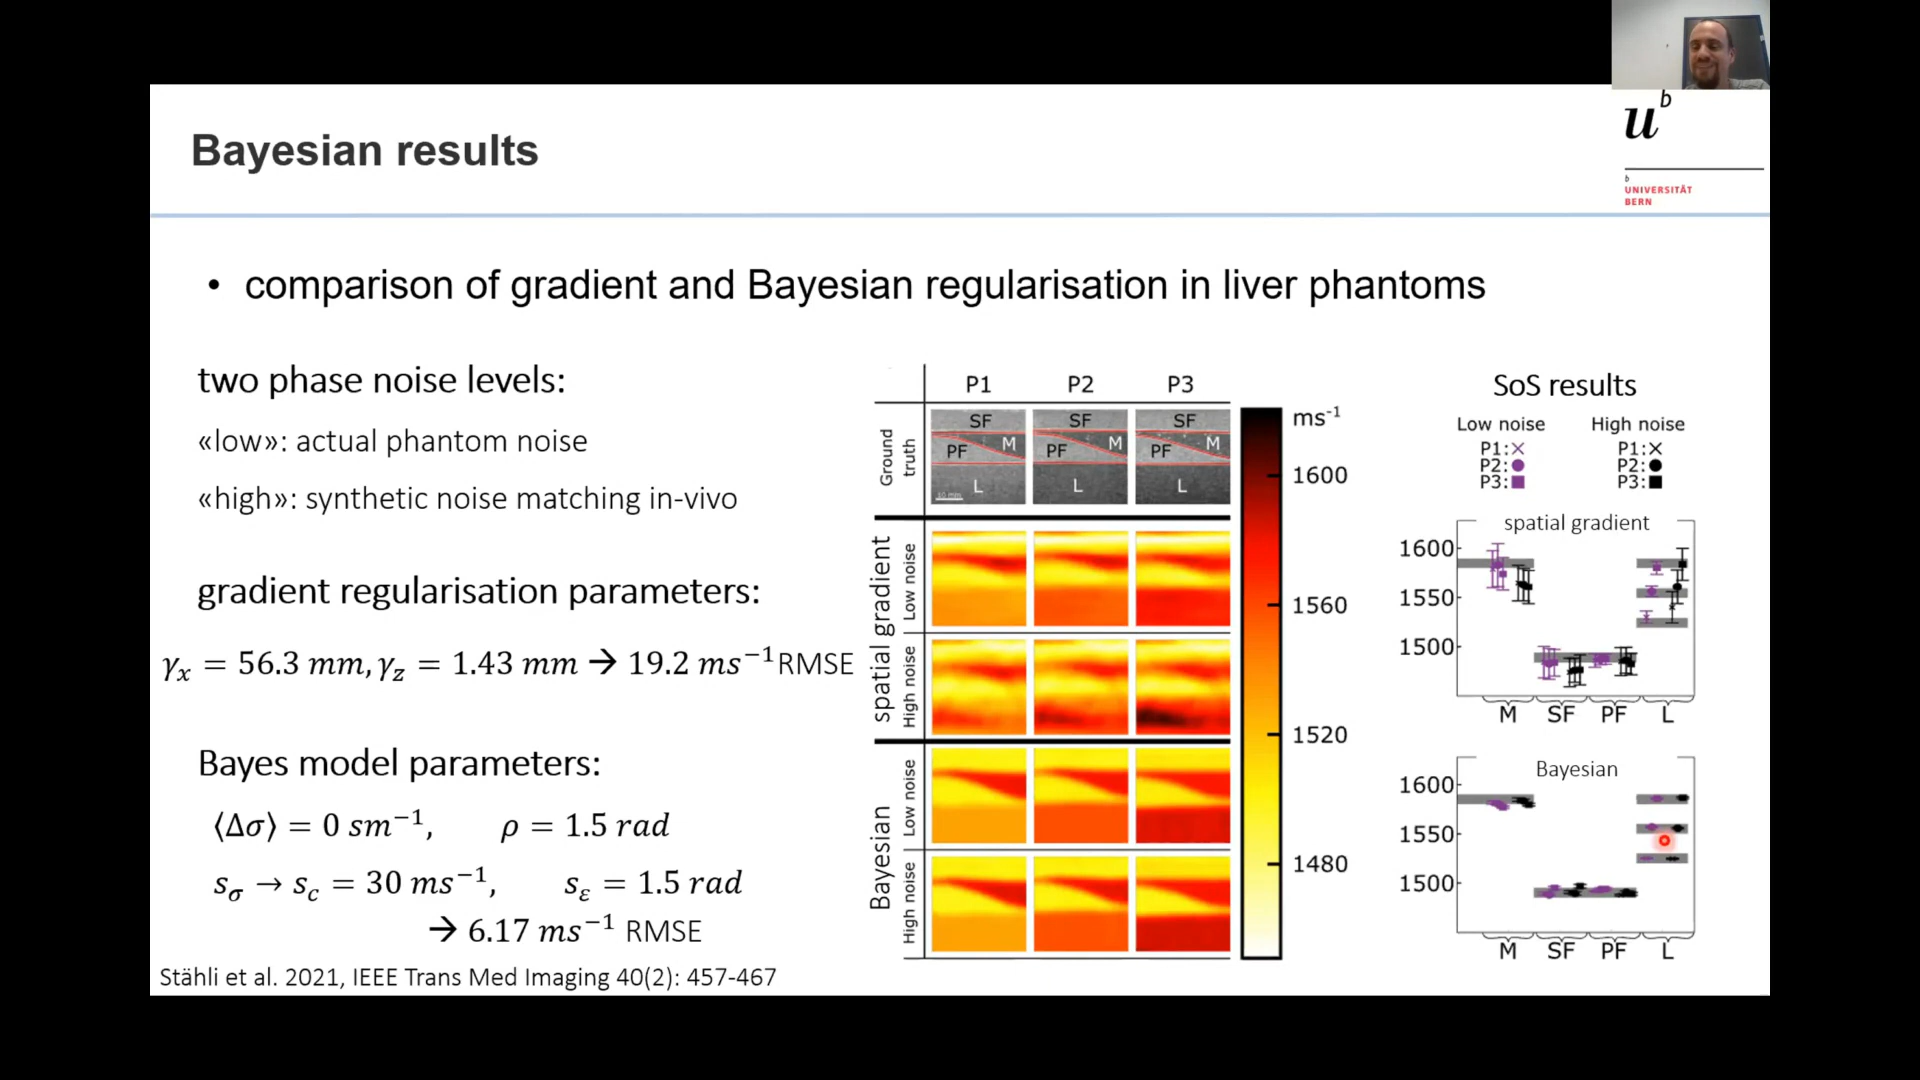 u^b
Bayesian results
b
UNIVERSITÄT
BERN
• comparison of gradient and Bayesian regularisation in liver phantoms
two phase noise levels:
«low»: actual phantom noise
«high»: synthetic noise matching in-vivo
gradient regularisation parameters:
γx = 56.3 mm, γz = 1.43 mm → 19.2 ms⁻¹RMSE
Bayes model parameters:
⟨Δσ⟩ = 0 sm⁻¹, ρ = 1.5 rad
sσ → sc = 30 ms⁻¹, sε = 1.5 rad
→ 6.17 ms⁻¹ RMSE
Stähli et al. 2021, IEEE Trans Med Imaging 40(2): 457-467
P1 P2 P3
Ground truth
SF M PF L
SF M PF L
SF M PF L
spatial gradient
Low noise
High noise
Bayesian
Low noise
High noise
ms⁻¹
1600
1560
1520
1480
SoS results
Low noise High noise
P1:× P1:×
P2:● P2:●
P3:■ P3:■
spatial gradient
1600
1550
1500
M SF PF L
Bayesian
1600
1550
1500
M SF PF L